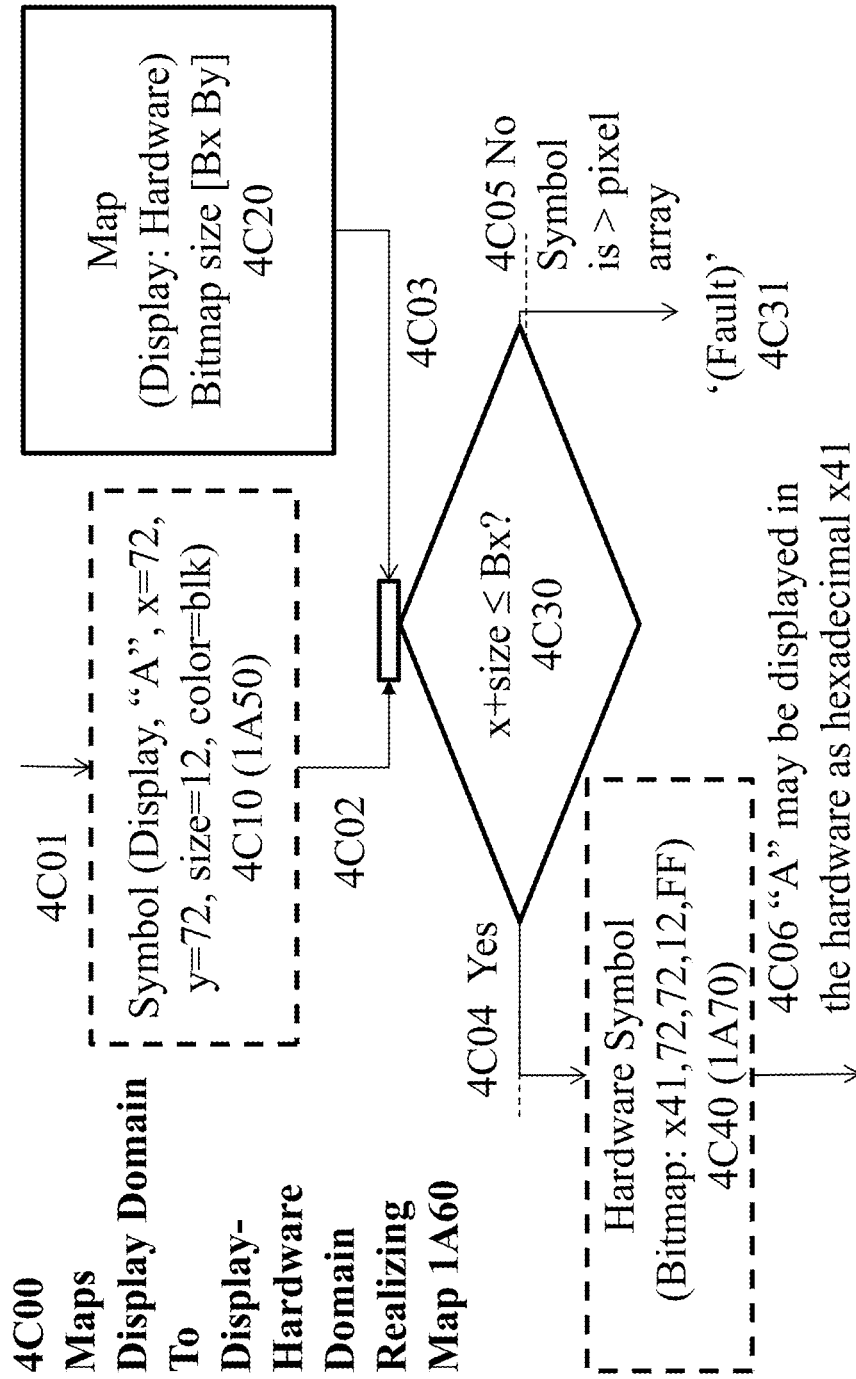 4C00
Maps
Display Domain
To
Display-
Hardware
Domain
Realizing
Map 1A60
4C01
Symbol (Display, “A”, x=72,
y=72, size=12, color=blk)
4C10 (1A50)
4C02
Map
(Display: Hardware)
Bitmap size [Bx By]
4C20
4C03
x+size ≤ Bx?
4C30
4C04 Yes
4C05 No
Symbol
is > pixel
array
‘(Fault)’
4C31
Hardware Symbol
(Bitmap: x41,72,72,12,FF)
4C40 (1A70)
4C06 “A” may be displayed in
the hardware as hexadecimal x41